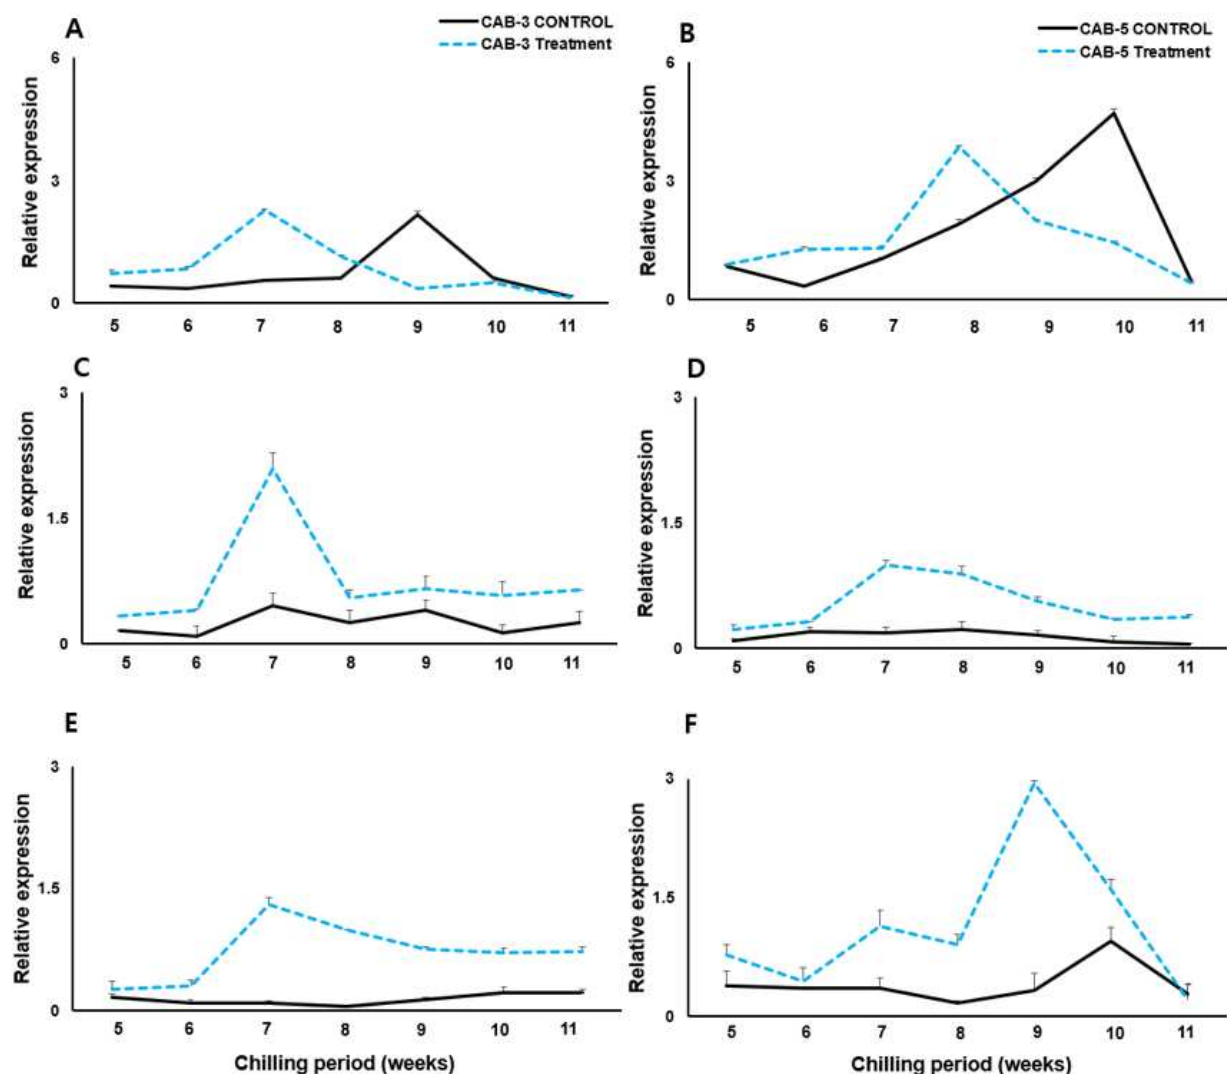 A
CAB-3 CONTROL
CAB-3 Treatment
6
3
0
Relative expression
5 6 7 8 9 10 11
B
CAB-5 CONTROL
CAB-5 Treatment
6
3
0
Relative expression
5 6 7 8 9 10 11
C
3
1.5
0
Relative expression
5 6 7 8 9 10 11
D
3
1.5
0
Relative expression
5 6 7 8 9 10 11
E
3
1.5
0
Relative expression
5 6 7 8 9 10 11
Chilling period (weeks)
F
3
1.5
0
Relative expression
5 6 7 8 9 10 11
Chilling period (weeks)